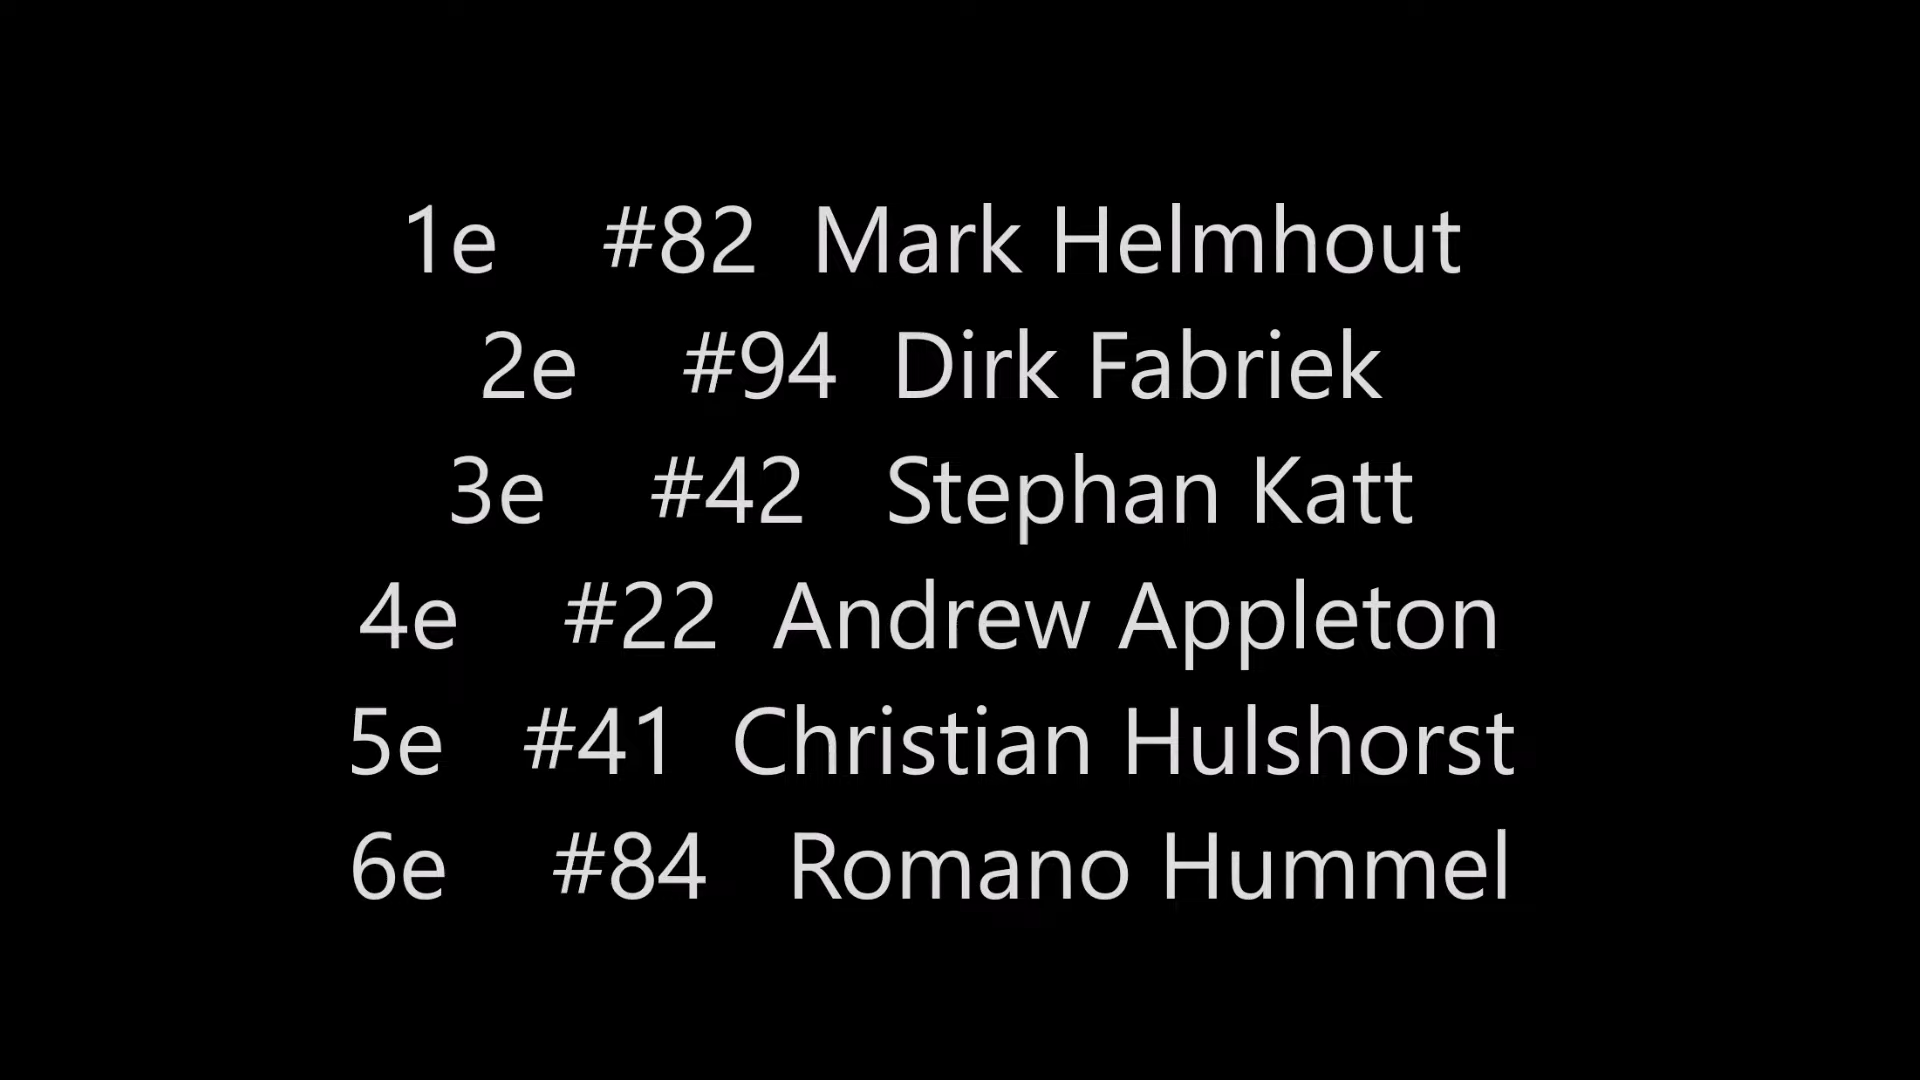 1e #82 Mark Helmhout
2e #94 Dirk Fabriek
3e #42 Stephan Katt
4e #22 Andrew Appleton
5e #41 Christian Hulshorst
6e #84 Romano Hummel